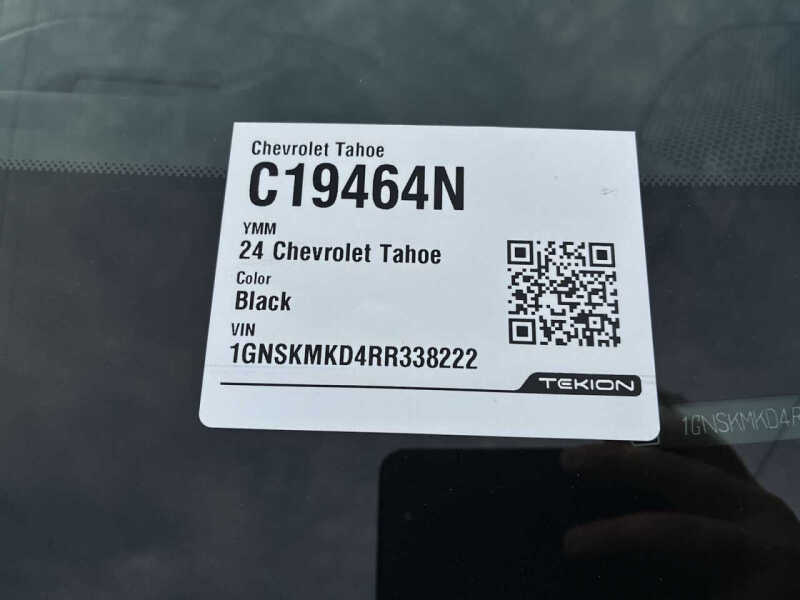 Chevrolet Tahoe
C19464N
YMM
24 Chevrolet Tahoe
Color
Black
VIN
1GNSKMKD4RR338222
TEKION
1GNSKMKD4R